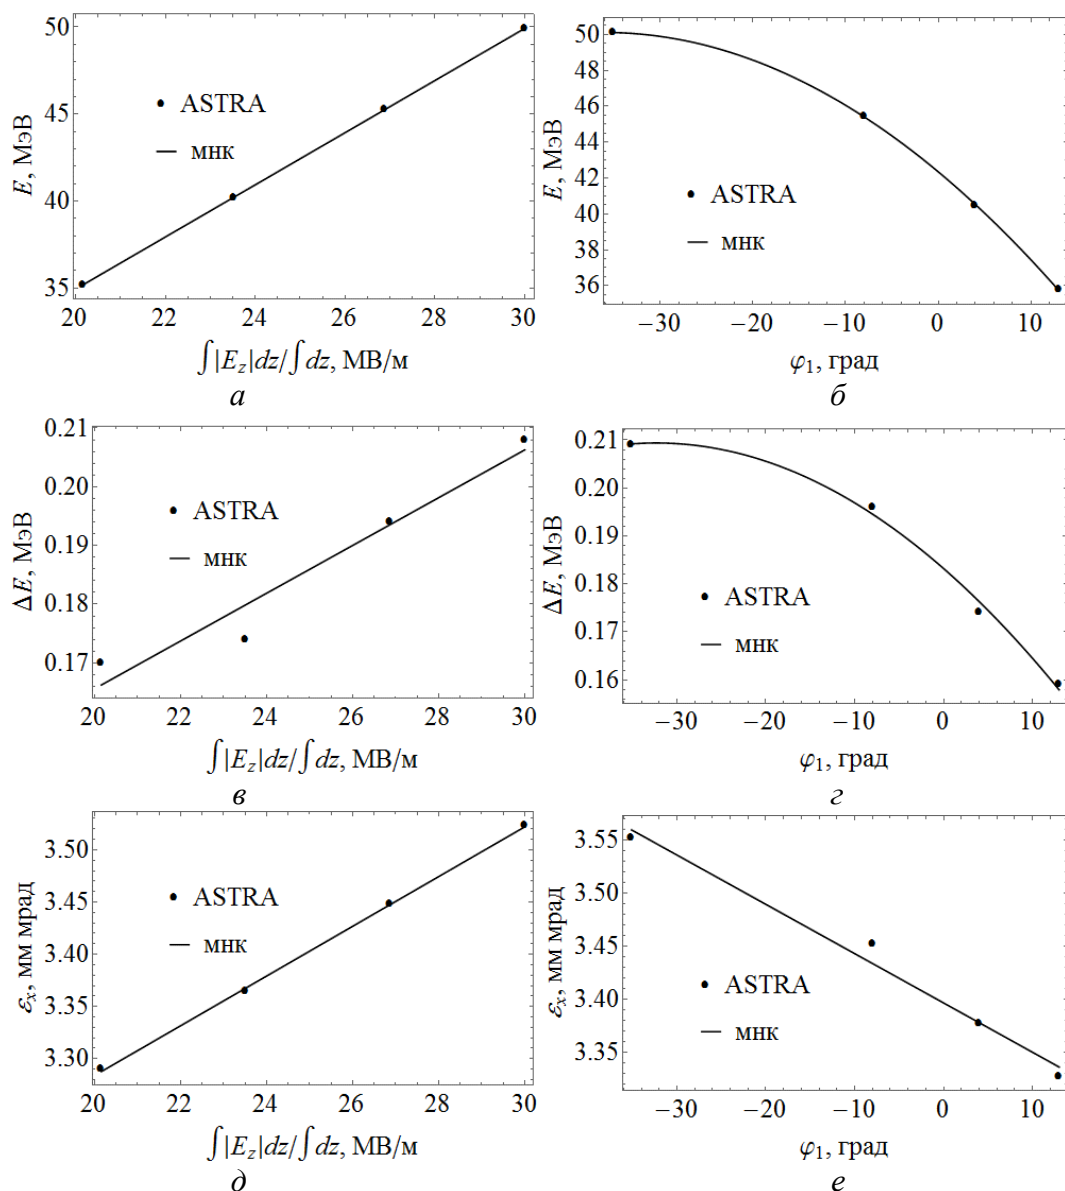 50
45
40
35
E, МэВ
ASTRA
мнк
20 22 24 26 28 30
∫|E_z|dz/∫dz, МВ/м
а
50
48
46
44
42
40
38
36
E, МэВ
ASTRA
мнк
−30 −20 −10 0 10
φ₁, град
б
0.21
0.20
0.19
0.18
0.17
ΔE, МэВ
ASTRA
мнк
20 22 24 26 28 30
∫|E_z|dz/∫dz, МВ/м
в
0.21
0.20
0.19
0.18
0.17
0.16
ΔE, МэВ
ASTRA
мнк
−30 −20 −10 0 10
φ₁, град
г
3.50
3.45
3.40
3.35
3.30
ε_x, мм мрад
ASTRA
мнк
20 22 24 26 28 30
∫|E_z|dz/∫dz, МВ/м
д
3.55
3.50
3.45
3.40
3.35
ε_x, мм мрад
ASTRA
мнк
−30 −20 −10 0 10
φ₁, град
е